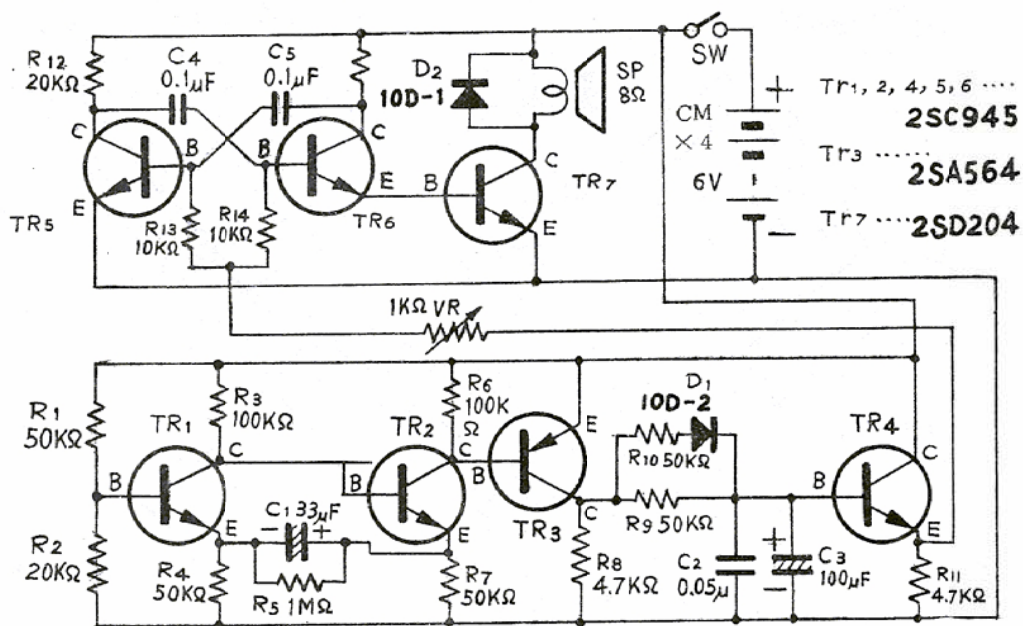 R12
20KΩ
C4
0.1μF
C5
0.1μF
D2
10D-1
SP
8Ω
SW
CM
×4
6V
+
−
Tr1, 2, 4, 5, 6 ····
2SC945
Tr3 ······
2SA564
Tr7 ·····
2SD204
C
B
E
TR5
R13
10KΩ
R14
10KΩ
B
C
E
TR6
B
C
E
TR7
1KΩ VR
R1
50KΩ
R2
20KΩ
R3
100KΩ
TR1
B
C
E
R4
50KΩ
C1 33μF
− +
R5 1MΩ
TR2
B
C
E
R6
100K
Ω
R7
50KΩ
B
E
C
TR3
R8
4.7KΩ
D1
10D-2
R10 50KΩ
R9 50KΩ
C2
0.05μ
+
−
C3
100μF
TR4
B
C
E
R11
4.7KΩ